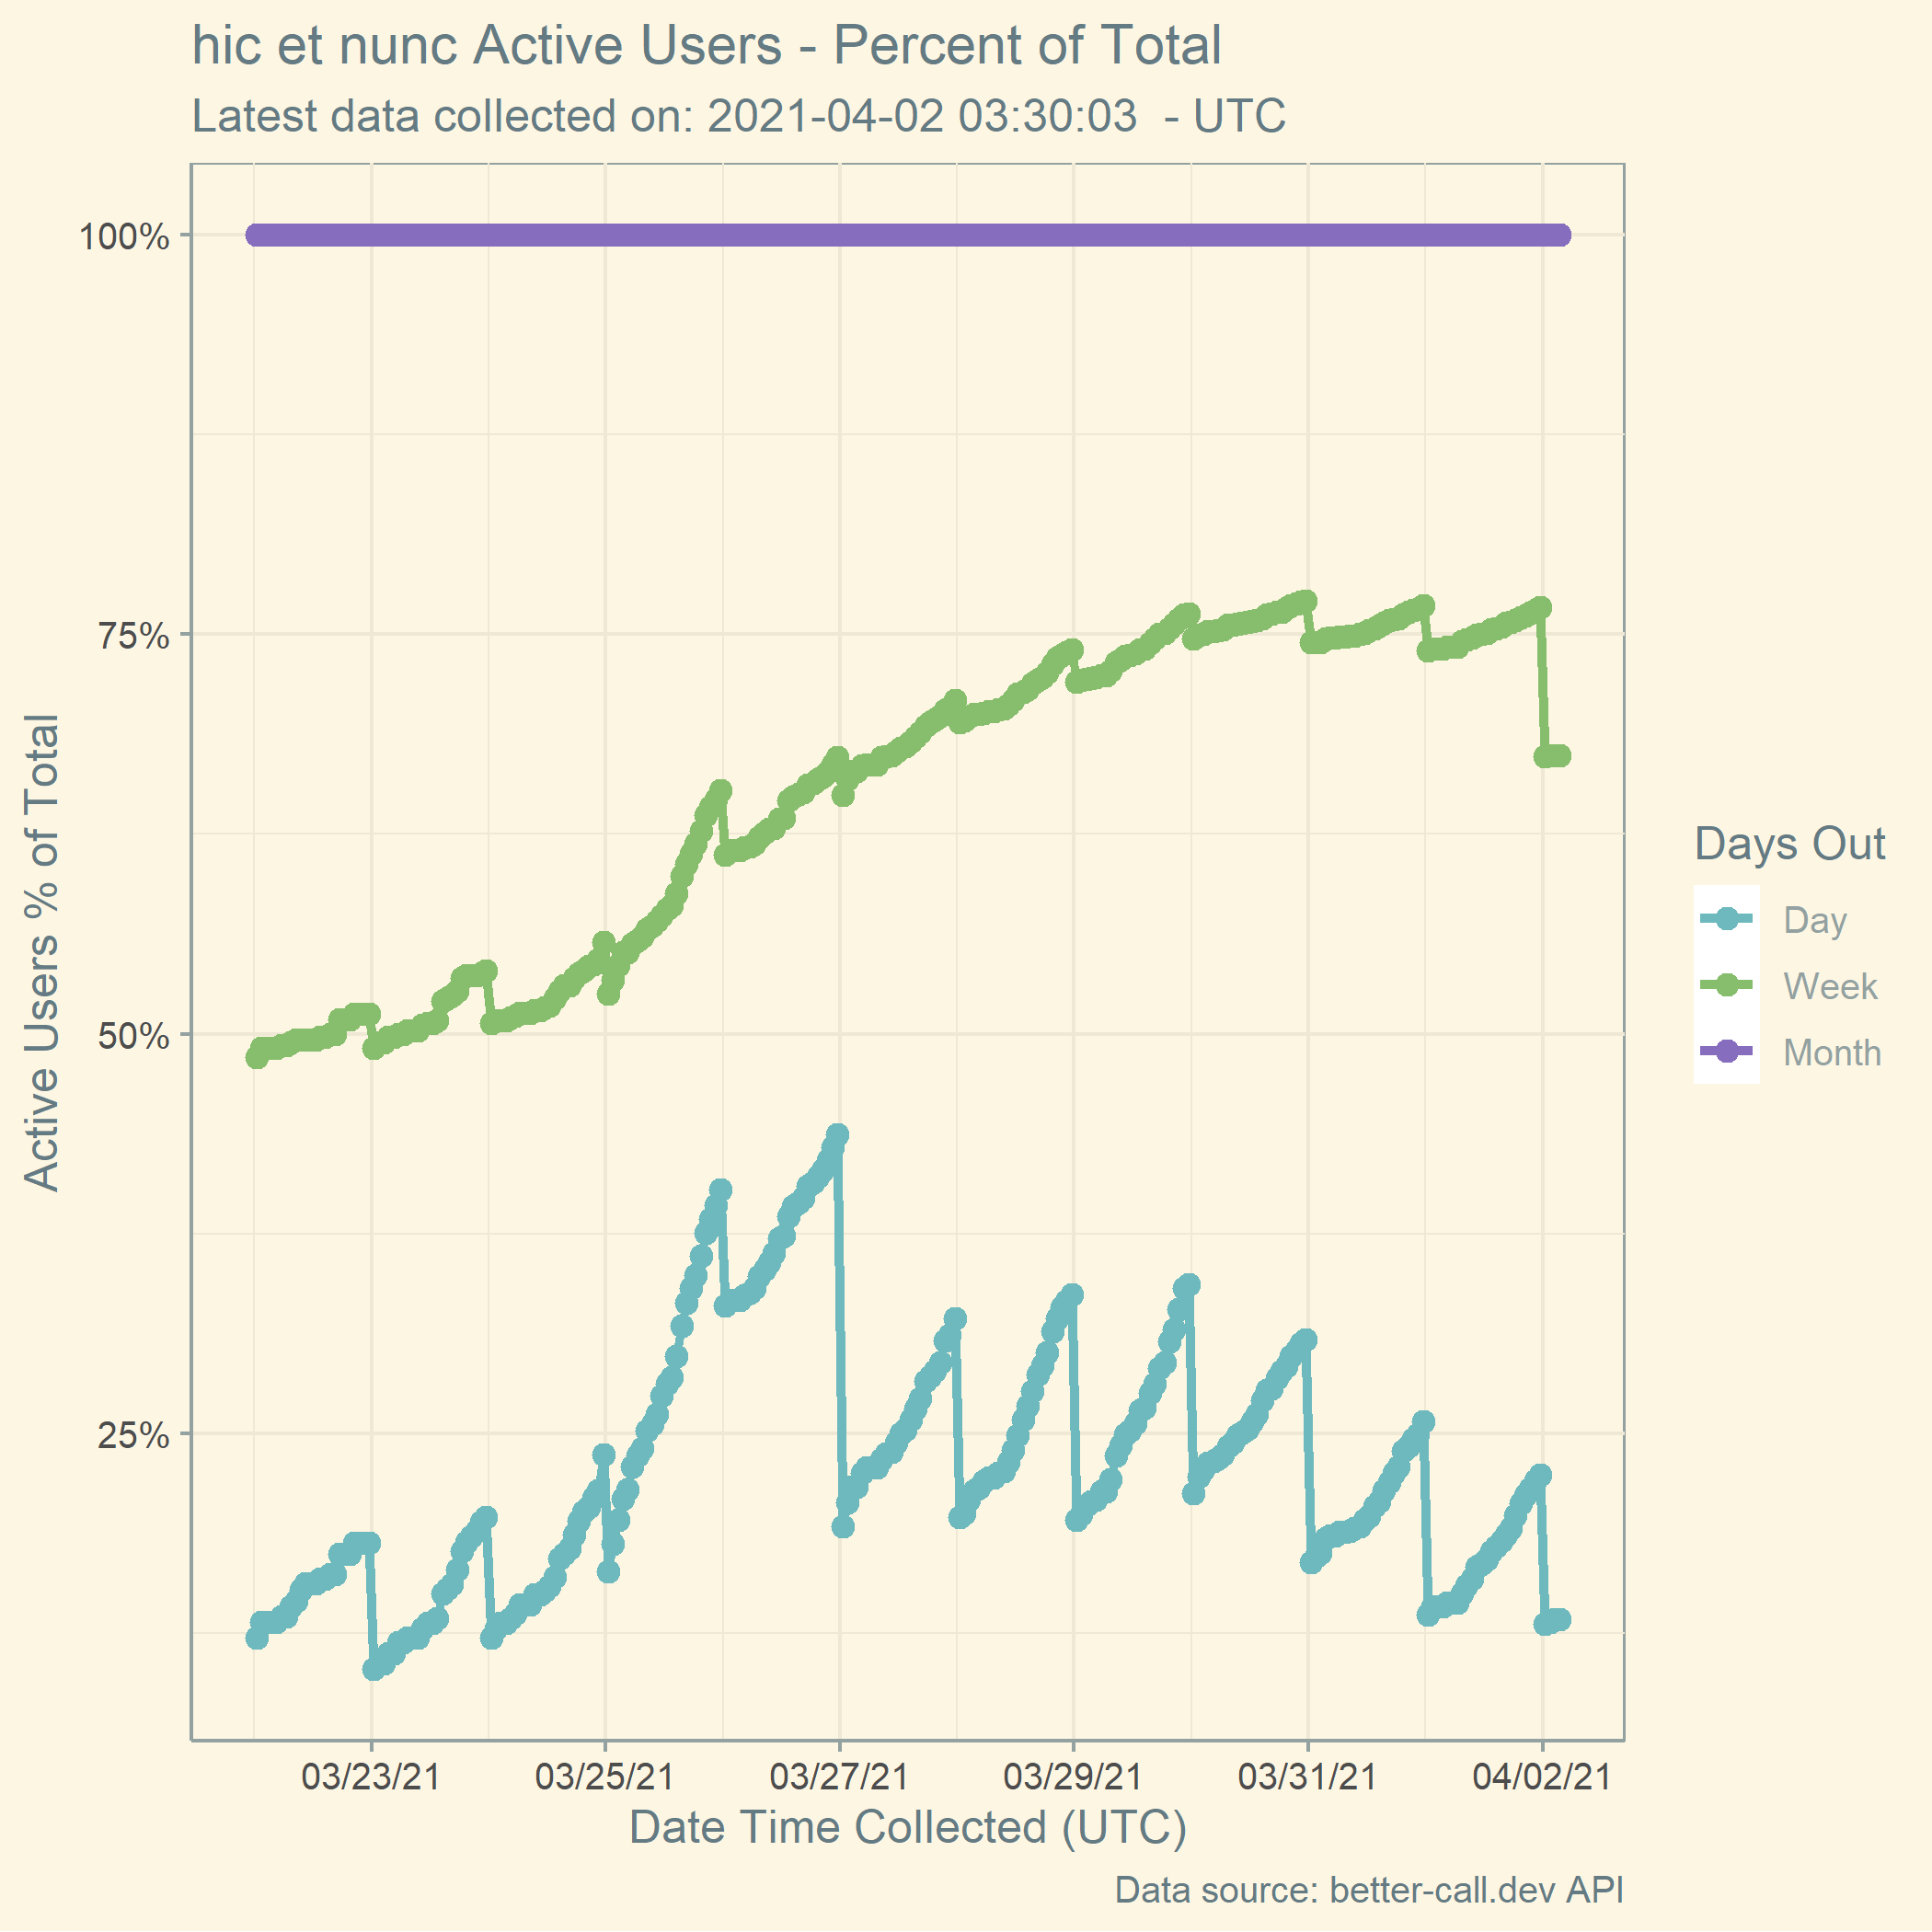 hic et nunc Active Users - Percent of Total
Latest data collected on: 2021-04-02 03:30:03  - UTC
100%
75%
50%
25%
Active Users % of Total
03/23/21 03/25/21 03/27/21 03/29/21 03/31/21 04/02/21
Date Time Collected (UTC)
Days Out
Day
Week
Month
Data source: better-call.dev API